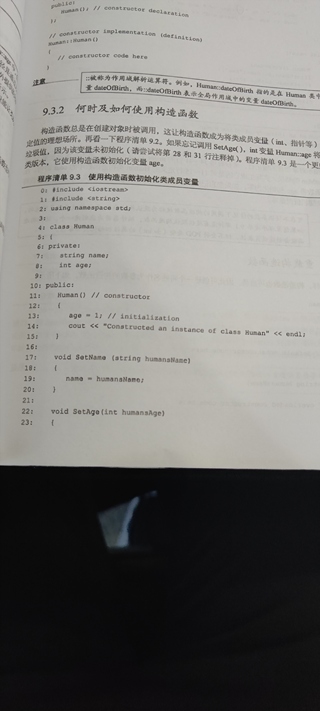 public:
Human(); // constructor declaration
};
// constructor implementation (definition)
Human::Human()
{
// constructor code here
}
注意
::被称为作用域解析运算符。例如，Human::dateOfBirth 指的是在 Human 类中
量 dateOfBirth，而::dateOfBirth 表示全局作用域中的变量 dateOfBirth。
9.3.2 何时及如何使用构造函数
构造函数总是在创建对象时被调用，这让构造函数成为将类成员变量（int、指针等）
定值的理想场所。再看一下程序清单 9.2。如果忘记调用 SetAge()，int 变量 Human::age 将
垃圾值，因为该变量未初始化（请尝试将第 28 和 31 行注释掉）。程序清单 9.3 是一个更
类版本，它使用构造函数初始化变量 age。
程序清单 9.3 使用构造函数初始化类成员变量
0: #include <iostream>
1: #include <string>
2: using namespace std;
3:
4: class Human
5: {
6: private:
7: string name;
8: int age;
9:
10: public:
11: Human() // constructor
12: {
13: age = 1; // initialization
14: cout << "Constructed an instance of class Human" << endl;
15: }
16:
17: void SetName (string humansName)
18: {
19: name = humansName;
20: }
21:
22: void SetAge(int humansAge)
23: {